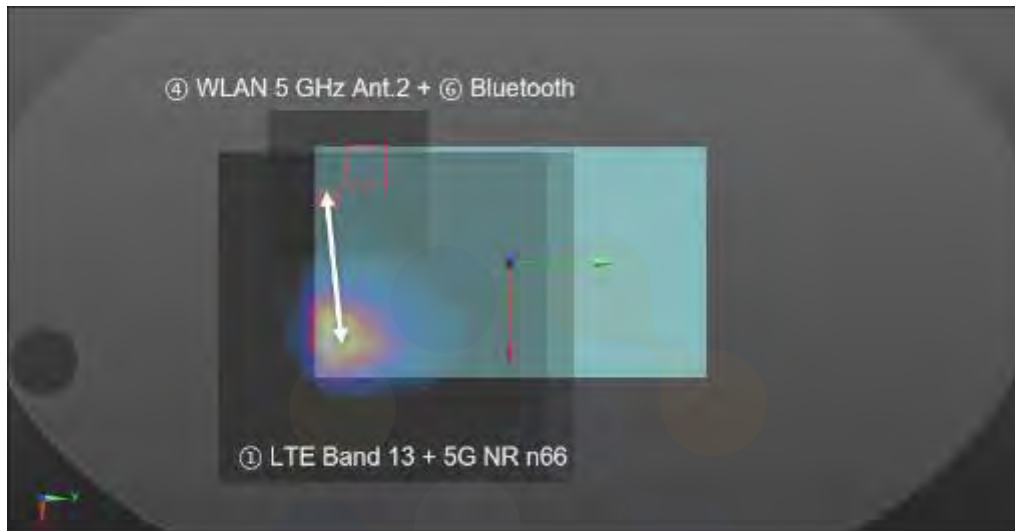 ④ WLAN 5 GHz Ant.2 + ⑥ Bluetooth
① LTE Band 13 + 5G NR n66